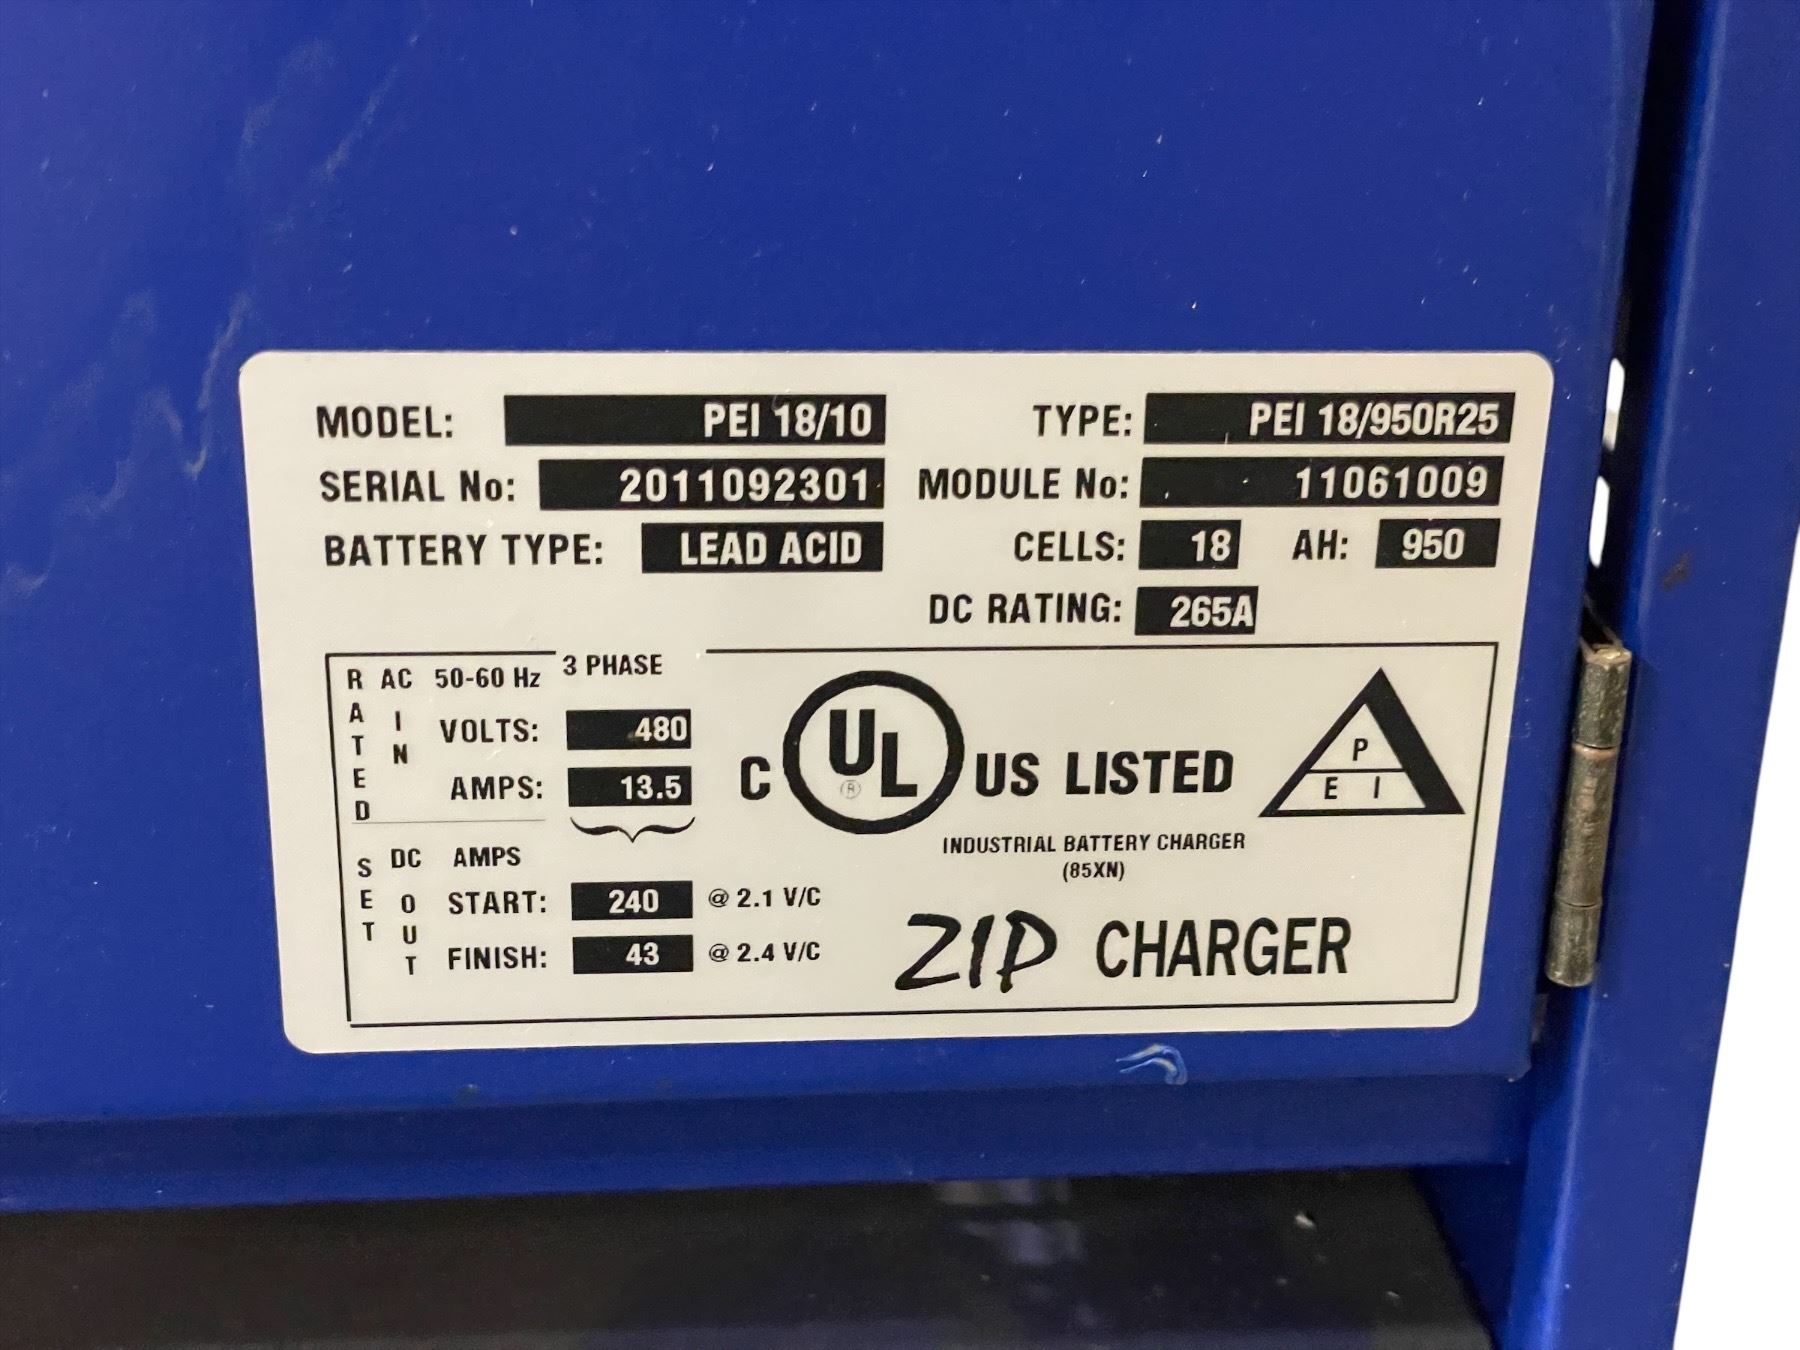 MODEL: PEI 18/10 TYPE: PEI 18/950R25
SERIAL No: 2011092301 MODULE No: 11061009
BATTERY TYPE: LEAD ACID CELLS: 18 AH: 950
DC RATING: 265A
RATED AC IN 50-60 Hz 3 PHASE
VOLTS: 480
AMPS: 13.5
SET DC OUT AMPS
START: 240 @ 2.1 V/C
FINISH: 43 @ 2.4 V/C
C UL ® US LISTED
INDUSTRIAL BATTERY CHARGER
(85XN)
P
E I
ZIP CHARGER